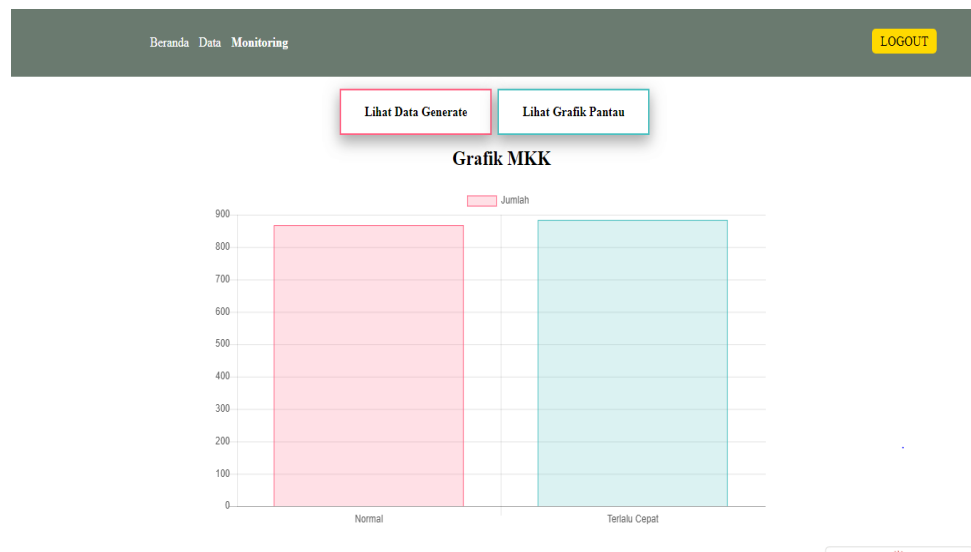 Beranda Data Monitoring LOGOUT
Lihat Data Generate Lihat Grafik Pantau
Grafik MKK
Jumlah
900
800
700
600
500
400
300
200
100
0
Normal Terlalu Cepat